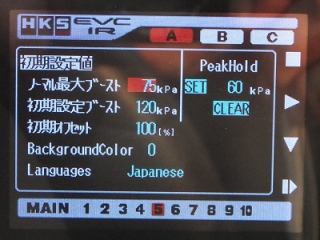 HKS EVC IR
A B C
初期設定値
ノーマル最大ブースト 75kPa
初期設定ブースト 120kPa
初期オフセット 100[%]
BackgroundColor 0
Languages Japanese
PeakHold
SET 60 kPa
CLEAR
MAIN 1 2 3 4 5 6 7 8 9 10